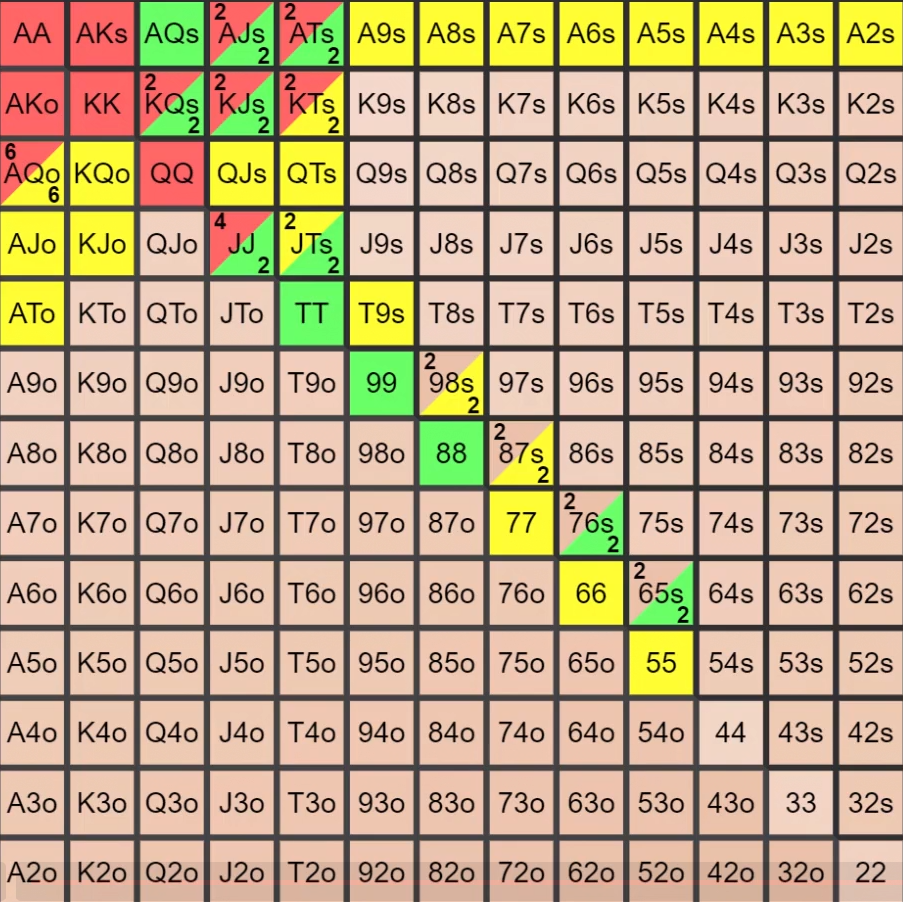 AA AKs AQs 2 AJs 2 2 ATs 2 A9s A8s A7s A6s A5s A4s A3s A2s
AKo KK 2 KQs 2 2 KJs 2 2 KTs 2 K9s K8s K7s K6s K5s K4s K3s K2s
6 AQo 6 KQo QQ QJs QTs Q9s Q8s Q7s Q6s Q5s Q4s Q3s Q2s
AJo KJo QJo 4 JJ 2 2 JTs 2 J9s J8s J7s J6s J5s J4s J3s J2s
ATo KTo QTo JTo TT T9s T8s T7s T6s T5s T4s T3s T2s
A9o K9o Q9o J9o T9o 99 2 98s 2 97s 96s 95s 94s 93s 92s
A8o K8o Q8o J8o T8o 98o 88 2 87s 2 86s 85s 84s 83s 82s
A7o K7o Q7o J7o T7o 97o 87o 77 2 76s 2 75s 74s 73s 72s
A6o K6o Q6o J6o T6o 96o 86o 76o 66 2 65s 2 64s 63s 62s
A5o K5o Q5o J5o T5o 95o 85o 75o 65o 55 54s 53s 52s
A4o K4o Q4o J4o T4o 94o 84o 74o 64o 54o 44 43s 42s
A3o K3o Q3o J3o T3o 93o 83o 73o 63o 53o 43o 33 32s
A2o K2o Q2o J2o T2o 92o 82o 72o 62o 52o 42o 32o 22